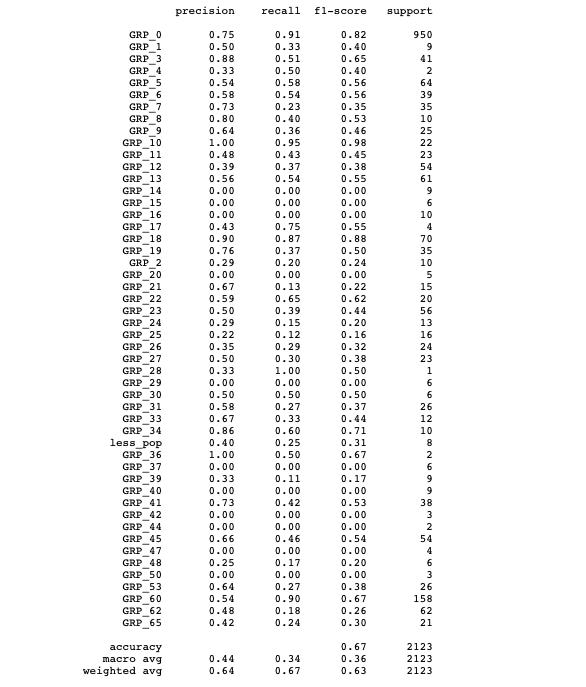 precision recall f1-score support
GRP_0 0.75 0.91 0.82 950
GRP_1 0.50 0.33 0.40 9
GRP_3 0.88 0.51 0.65 41
GRP_4 0.33 0.50 0.40 2
GRP_5 0.54 0.58 0.56 64
GRP_6 0.58 0.54 0.56 39
GRP_7 0.73 0.23 0.35 35
GRP_8 0.80 0.40 0.53 10
GRP_9 0.64 0.36 0.46 25
GRP_10 1.00 0.95 0.98 22
GRP_11 0.48 0.43 0.45 23
GRP_12 0.39 0.37 0.38 54
GRP_13 0.56 0.54 0.55 61
GRP_14 0.00 0.00 0.00 9
GRP_15 0.00 0.00 0.00 6
GRP_16 0.00 0.00 0.00 10
GRP_17 0.43 0.75 0.55 4
GRP_18 0.90 0.87 0.88 70
GRP_19 0.76 0.37 0.50 35
GRP_2 0.29 0.20 0.24 10
GRP_20 0.00 0.00 0.00 5
GRP_21 0.67 0.13 0.22 15
GRP_22 0.59 0.65 0.62 20
GRP_23 0.50 0.39 0.44 56
GRP_24 0.29 0.15 0.20 13
GRP_25 0.22 0.12 0.16 16
GRP_26 0.35 0.29 0.32 24
GRP_27 0.50 0.30 0.38 23
GRP_28 0.33 1.00 0.50 1
GRP_29 0.00 0.00 0.00 6
GRP_30 0.50 0.50 0.50 6
GRP_31 0.58 0.27 0.37 26
GRP_33 0.67 0.33 0.44 12
GRP_34 0.86 0.60 0.71 10
less_pop 0.40 0.25 0.31 8
GRP_36 1.00 0.50 0.67 2
GRP_37 0.00 0.00 0.00 6
GRP_39 0.33 0.11 0.17 9
GRP_40 0.00 0.00 0.00 9
GRP_41 0.73 0.42 0.53 38
GRP_42 0.00 0.00 0.00 3
GRP_44 0.00 0.00 0.00 2
GRP_45 0.66 0.46 0.54 54
GRP_47 0.00 0.00 0.00 4
GRP_48 0.25 0.17 0.20 6
GRP_50 0.00 0.00 0.00 3
GRP_53 0.64 0.27 0.38 26
GRP_60 0.54 0.90 0.67 158
GRP_62 0.48 0.18 0.26 62
GRP_65 0.42 0.24 0.30 21
accuracy 0.67 2123
macro avg 0.44 0.34 0.36 2123
weighted avg 0.64 0.67 0.63 2123